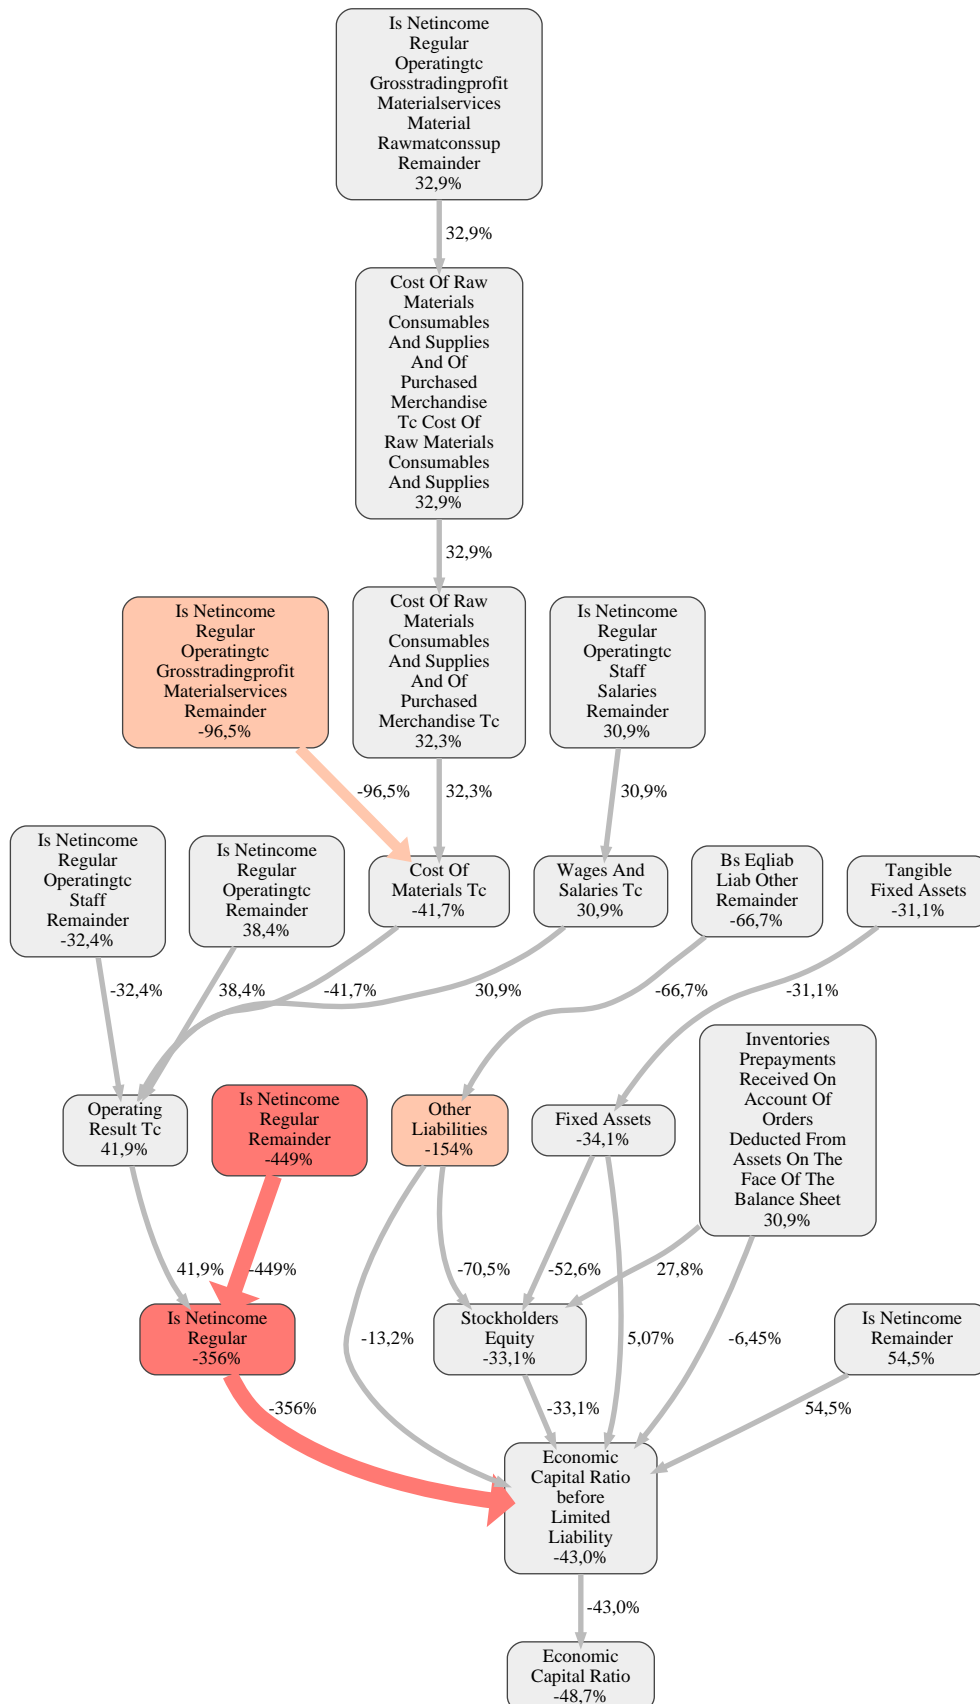 Is Netincome
Regular
Operatingtc
Grosstradingprofit
Materialservices
Material
Rawmatconssup
Remainder
32,9%
32,9%
Cost Of Raw
Materials
Consumables
And Supplies
And Of
Purchased
Merchandise
Tc Cost Of
Raw Materials
Consumables
And Supplies
32,9%
32,9%
Is Netincome
Regular
Operatingtc
Grosstradingprofit
Materialservices
Remainder
-96,5%
Cost Of Raw
Materials
Consumables
And Supplies
And Of
Purchased
Merchandise Tc
32,3%
Is Netincome
Regular
Operatingtc
Staff
Salaries
Remainder
30,9%
-96,5%
32,3%
30,9%
Is Netincome
Regular
Operatingtc
Staff
Remainder
-32,4%
Is Netincome
Regular
Operatingtc
Remainder
38,4%
Cost Of
Materials Tc
-41,7%
Wages And
Salaries Tc
30,9%
Bs Eqliab
Liab Other
Remainder
-66,7%
Tangible
Fixed Assets
-31,1%
-32,4%
38,4%
-41,7%
30,9%
-66,7%
-31,1%
Operating
Result Tc
41,9%
Is Netincome
Regular
Remainder
-449%
Other
Liabilities
-154%
Fixed Assets
-34,1%
Inventories
Prepayments
Received On
Account Of
Orders
Deducted From
Assets On The
Face Of The
Balance Sheet
30,9%
41,9%
-449%
-70,5%
-52,6%
27,8%
Is Netincome
Regular
-356%
-13,2%
Stockholders
Equity
-33,1%
5,07%
-6,45%
Is Netincome
Remainder
54,5%
-356%
-33,1%
54,5%
Economic
Capital Ratio
before
Limited
Liability
-43,0%
-43,0%
Economic
Capital Ratio
-48,7%